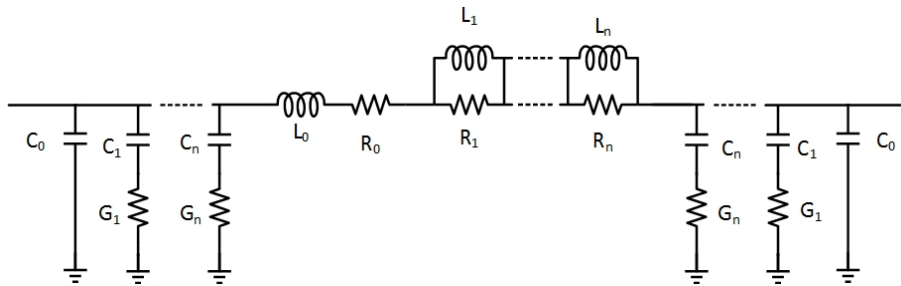 L₁
Lₙ
C₀
C₁
Cₙ
L₀
R₀
R₁
Rₙ
Cₙ
C₁
C₀
G₁
Gₙ
Gₙ
G₁